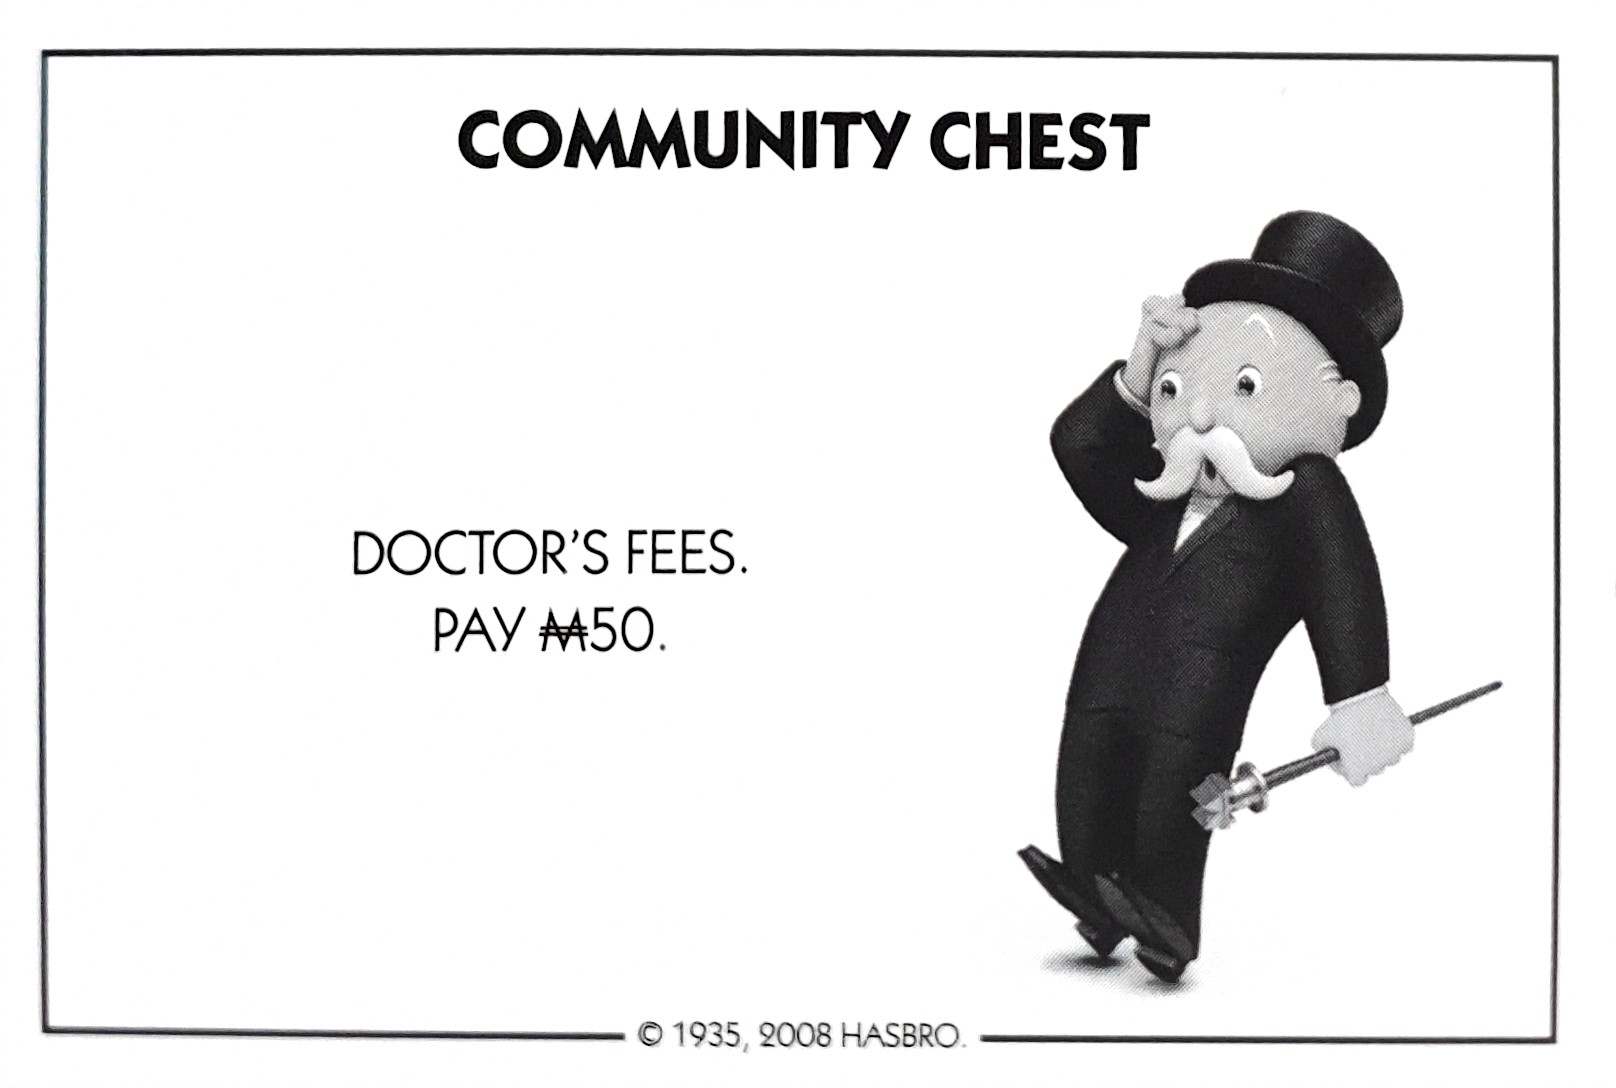 COMMUNITY CHEST
DOCTOR'S FEES.
PAY ₩50.
© 1935, 2008 HASBRO.